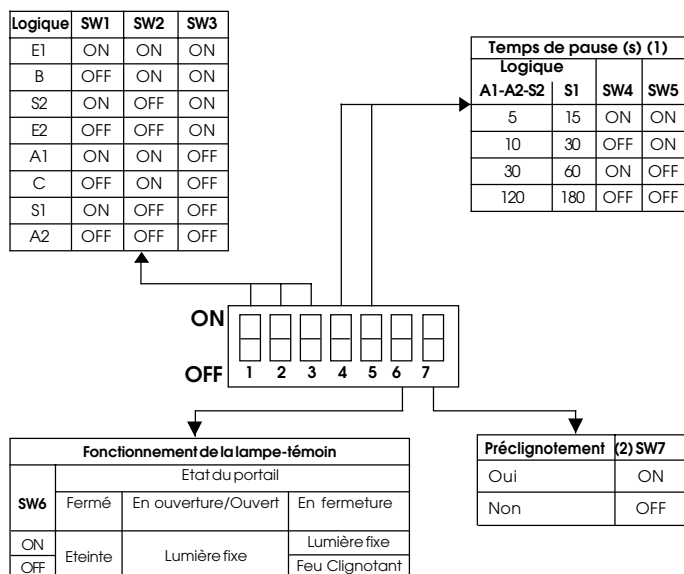 Logique SW1 SW2 SW3
E1 ON ON ON
B OFF ON ON
S2 ON OFF ON
E2 OFF OFF ON
A1 ON ON OFF
C OFF ON OFF
S1 ON OFF OFF
A2 OFF OFF OFF
Temps de pause (s) (1)
Logique
A1-A2-S2 S1 SW4 SW5
5 15 ON ON
10 30 OFF ON
30 60 ON OFF
120 180 OFF OFF
ON
OFF 1 2 3 4 5 6 7
Fonctionnement de la lampe-témoin
Etat du portail
SW6 Fermé En ouverture/Ouvert En fermeture
ON Eteinte Lumière fixe Lumière fixe
OFF Feu Clignotant
Préclignotement (2) SW7
Oui ON
Non OFF